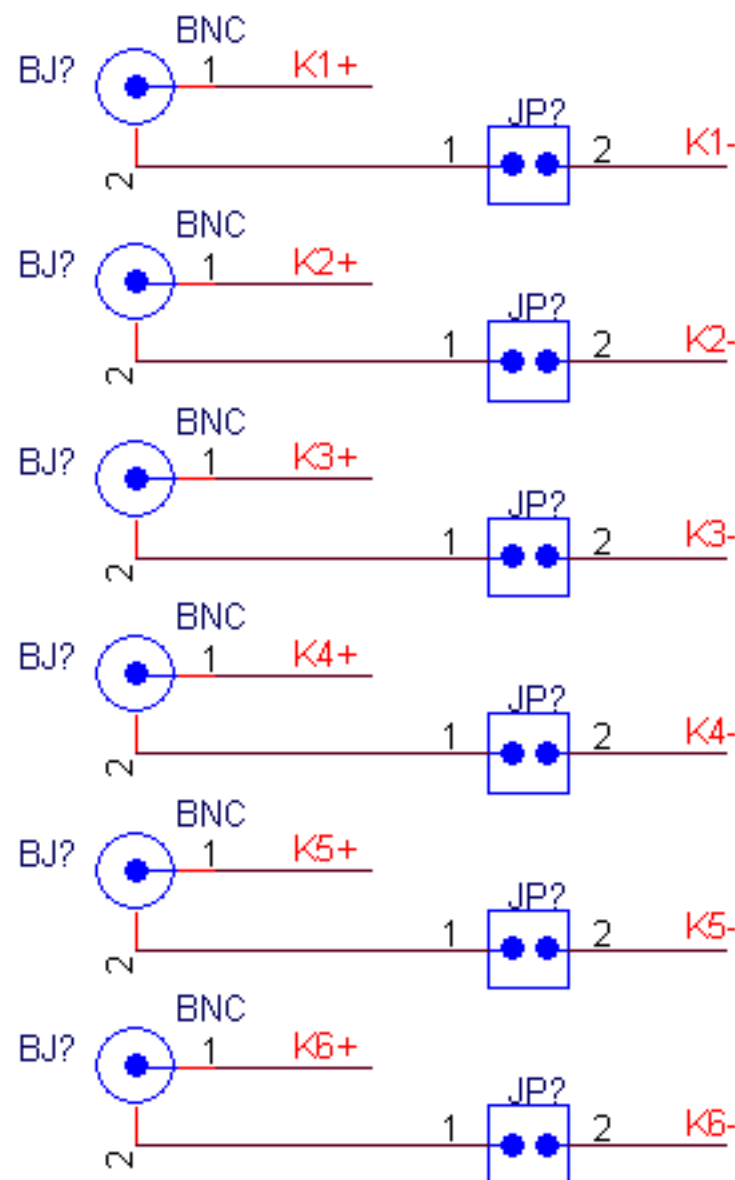 BNC
BJ? 1 K1+
JP?
1 2 K1-
2
BNC
BJ? 1 K2+
JP?
1 2 K2-
2
BNC
BJ? 1 K3+
JP?
1 2 K3-
2
BNC
BJ? 1 K4+
JP?
1 2 K4-
2
BNC
BJ? 1 K5+
JP?
1 2 K5-
2
BNC
BJ? 1 K6+
JP?
1 2 K6-
2